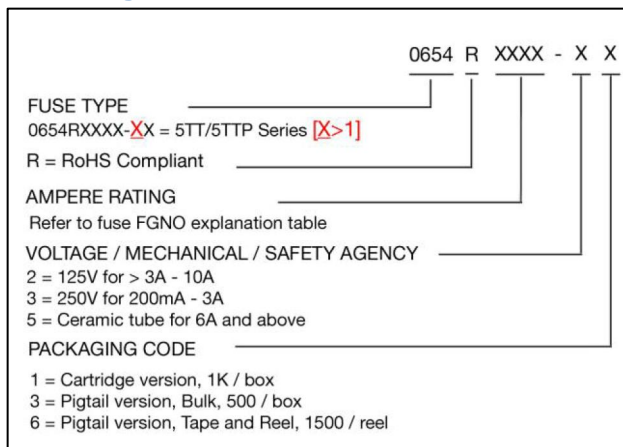 0654 R XXXX - X X
FUSE TYPE
0654RXXXX-XX = 5TT/5TTP Series [X>1]
R = RoHS Compliant
AMPERE RATING
Refer to fuse FGNO explanation table
VOLTAGE / MECHANICAL / SAFETY AGENCY
2 = 125V for > 3A - 10A
3 = 250V for 200mA - 3A
5 = Ceramic tube for 6A and above
PACKAGING CODE
1 = Cartridge version, 1K / box
3 = Pigtail version, Bulk, 500 / box
6 = Pigtail version, Tape and Reel, 1500 / reel